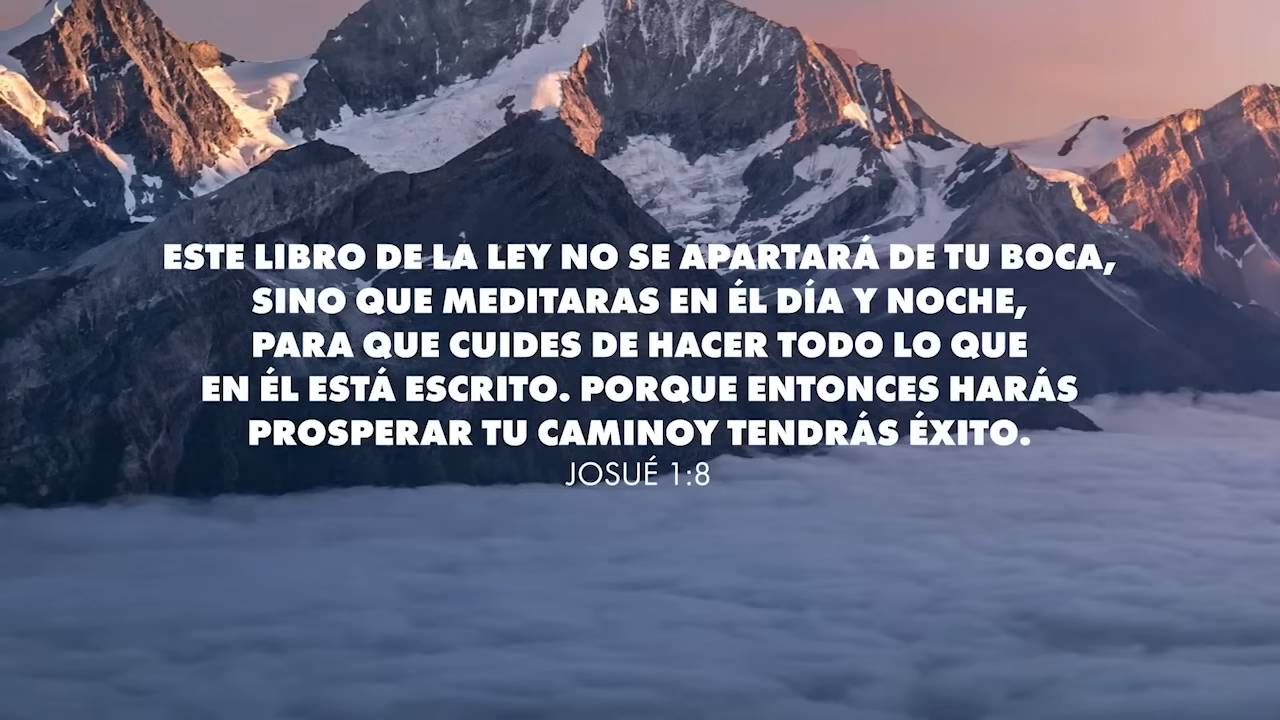 ESTE LIBRO DE LA LEY NO SE APARTARÁ DE TU BOCA,
SINO QUE MEDITARAS EN ÉL DÍA Y NOCHE,
PARA QUE CUIDES DE HACER TODO LO QUE
EN ÉL ESTÁ ESCRITO. PORQUE ENTONCES HARÁS
PROSPERAR TU CAMINOY TENDRÁS ÉXITO.
JOSUÉ 1:8